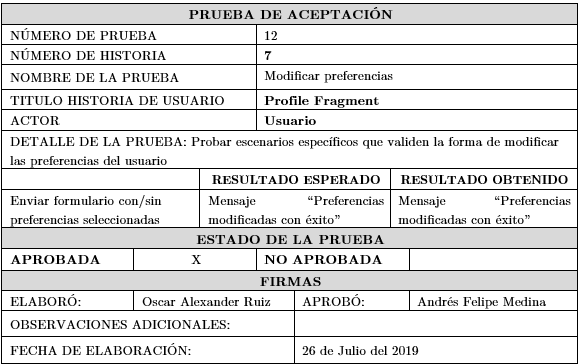 PRUEBA DE ACEPTACIÓN
NÚMERO DE PRUEBA 12
NÚMERO DE HISTORIA 7
NOMBRE DE LA PRUEBA Modificar preferencias
TITULO HISTORIA DE USUARIO Profile Fragment
ACTOR Usuario
DETALLE DE LA PRUEBA: Probar escenarios específicos que validen la forma de modificar
las preferencias del usuario
RESULTADO ESPERADO RESULTADO OBTENIDO
Enviar formulario con/sin Mensaje “Preferencias Mensaje “Preferencias
preferencias seleccionadas modificadas con éxito” modificadas con éxito”
ESTADO DE LA PRUEBA
APROBADA X NO APROBADA
FIRMAS
ELABORÓ: Oscar Alexander Ruiz APROBÓ: Andrés Felipe Medina
OBSERVACIONES ADICIONALES:
FECHA DE ELABORACIÓN: 26 de Julio del 2019